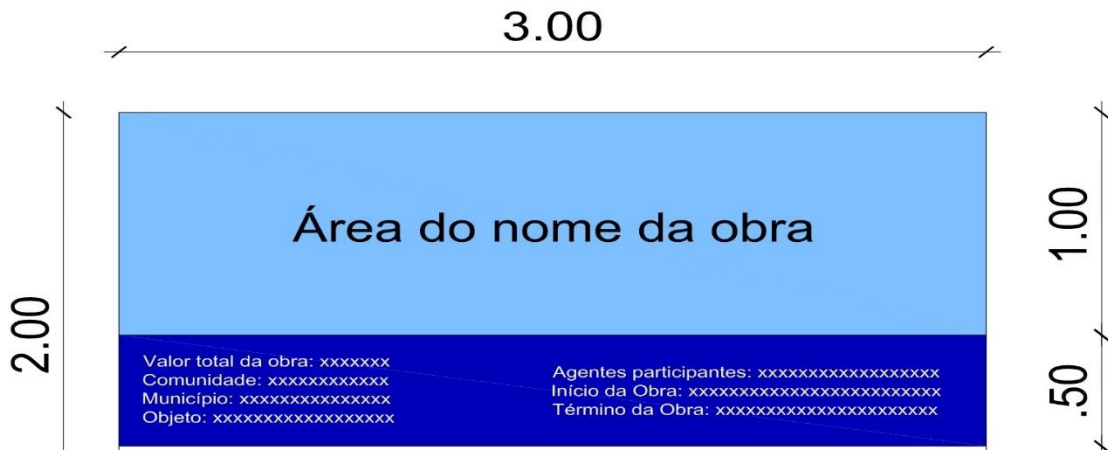 3.00
2.00
Área do nome da obra
1.00
Valor total da obra: xxxxxxx
Comunidade: xxxxxxxxxxxx
Município: xxxxxxxxxxxxxxx
Objeto: xxxxxxxxxxxxxxxxxx
Agentes participantes: xxxxxxxxxxxxxxxxxx
Início da Obra: xxxxxxxxxxxxxxxxxxxxxxxxx
Término da Obra: xxxxxxxxxxxxxxxxxxxxxx
.50